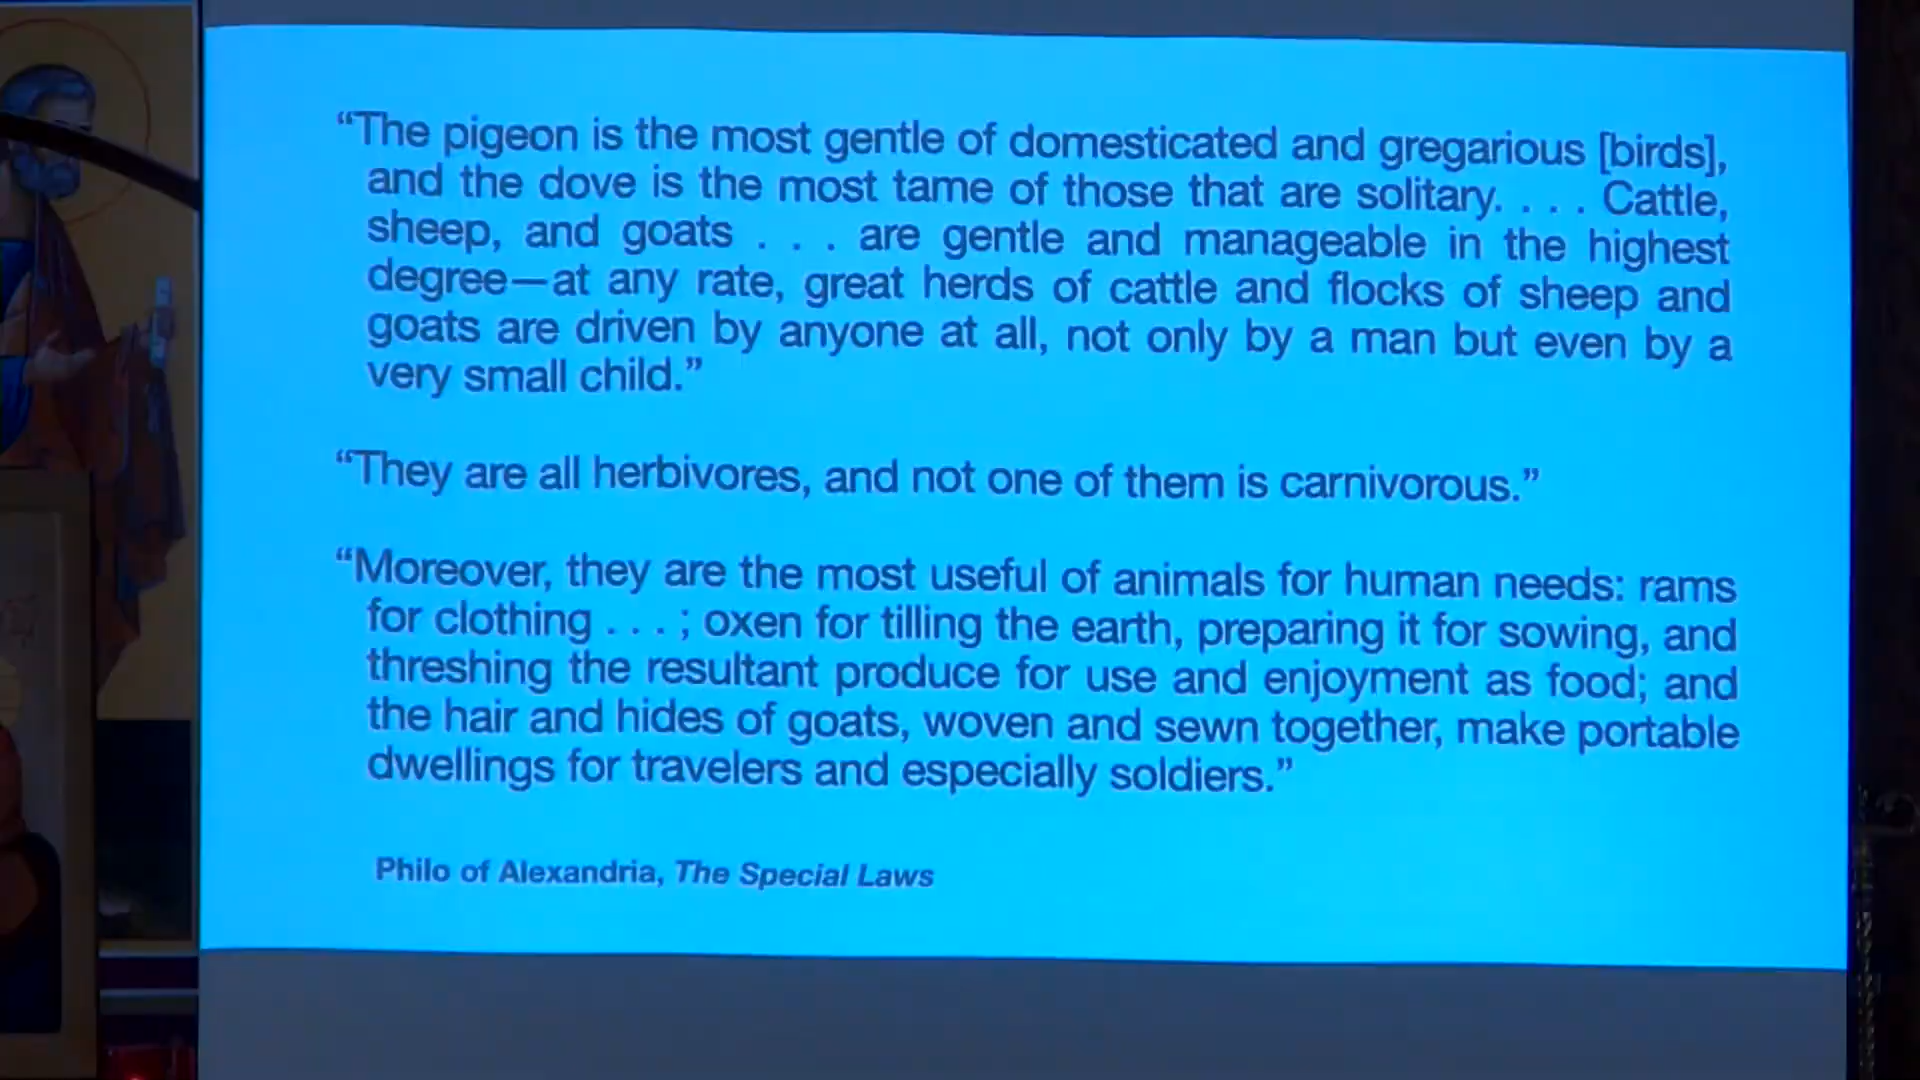 “The pigeon is the most gentle of domesticated and gregarious [birds],
and the dove is the most tame of those that are solitary. . . . Cattle,
sheep, and goats . . . are gentle and manageable in the highest
degree—at any rate, great herds of cattle and flocks of sheep and
goats are driven by anyone at all, not only by a man but even by a
very small child.”
“They are all herbivores, and not one of them is carnivorous.”
“Moreover, they are the most useful of animals for human needs: rams
for clothing . . . ; oxen for tilling the earth, preparing it for sowing, and
threshing the resultant produce for use and enjoyment as food; and
the hair and hides of goats, woven and sewn together, make portable
dwellings for travelers and especially soldiers.”
Philo of Alexandria, The Special Laws